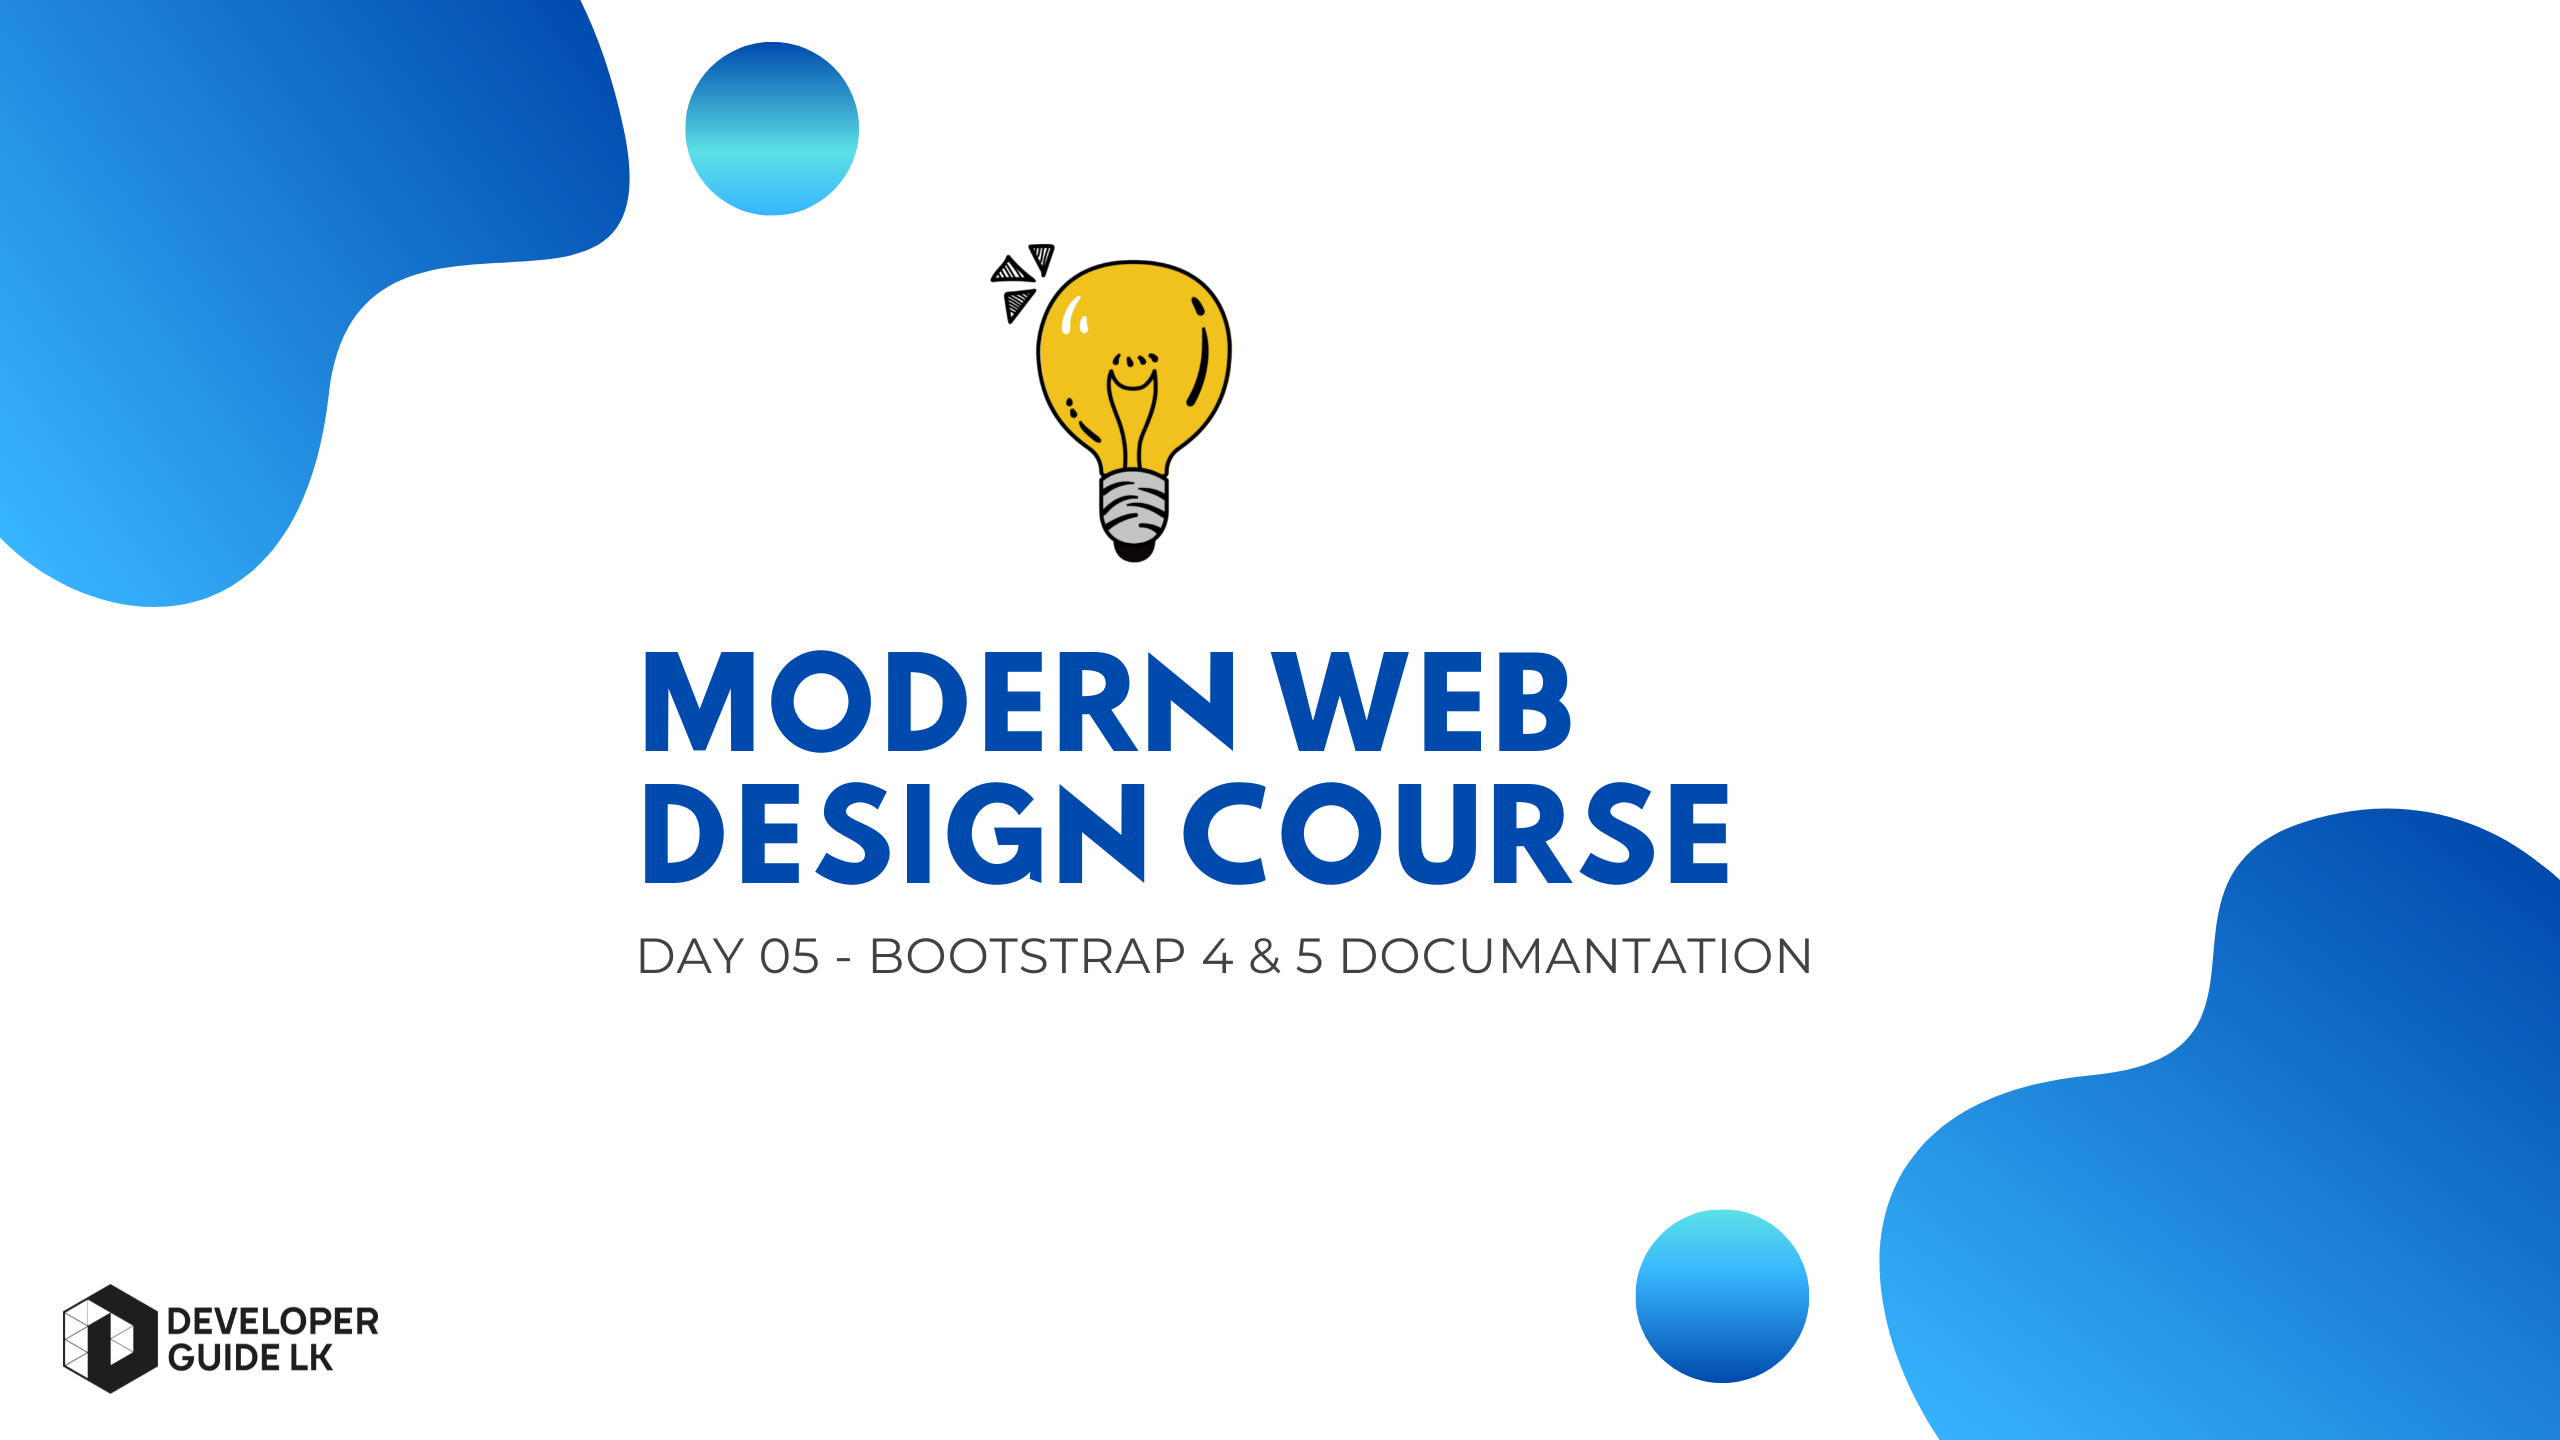 MODERN WEB
DESIGN COURSE
DAY 05 - BOOTSTRAP 4 & 5 DOCUMANTATION
DEVELOPER
GUIDE LK